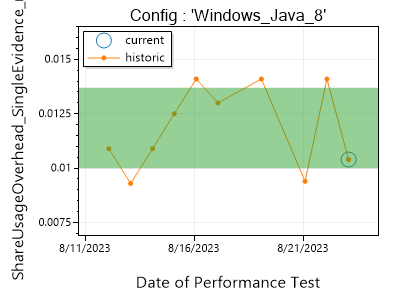 Config : 'Windows_Java_8'
current
historic
ShareUsageOverhead_SingleEvidence_
0.015
0.0125
0.01
0.0075
8/11/2023
8/16/2023
8/21/2023
Date of Performance Test